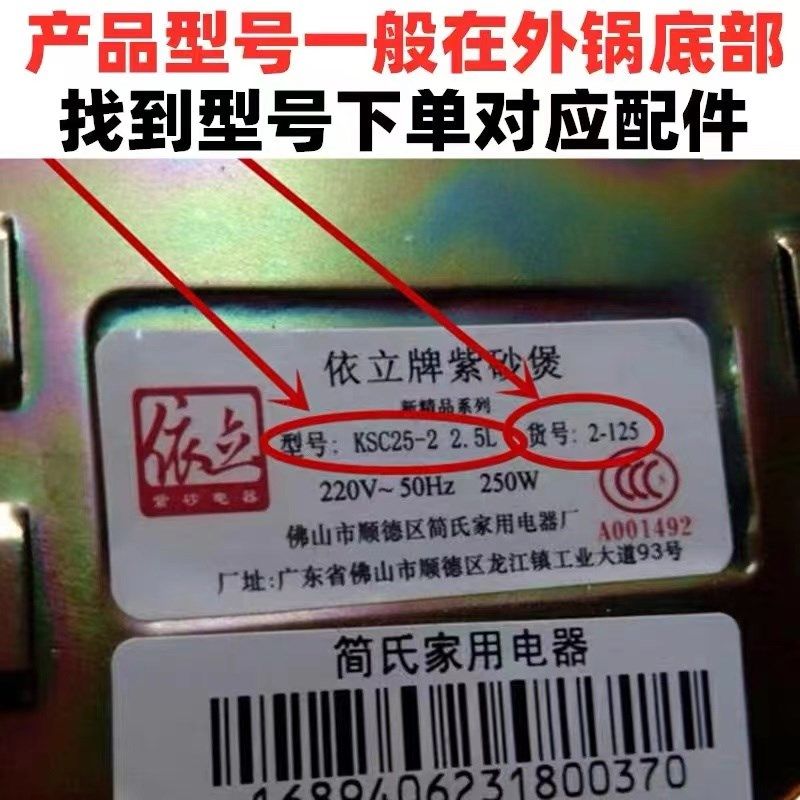 产品型号一般在外锅底部
找到型号下单对应配件
依立牌紫砂煲
新精品系列
依立
紫砂电器
型号: KSC25-2 2.5L 货号: 2-125
220V~50Hz 250W
CCC S
A001492
佛山市顺德区简氏家用电器厂
厂址:广东省佛山市顺德区龙江镇工业大道93号
简氏家用电器
1689406231800370